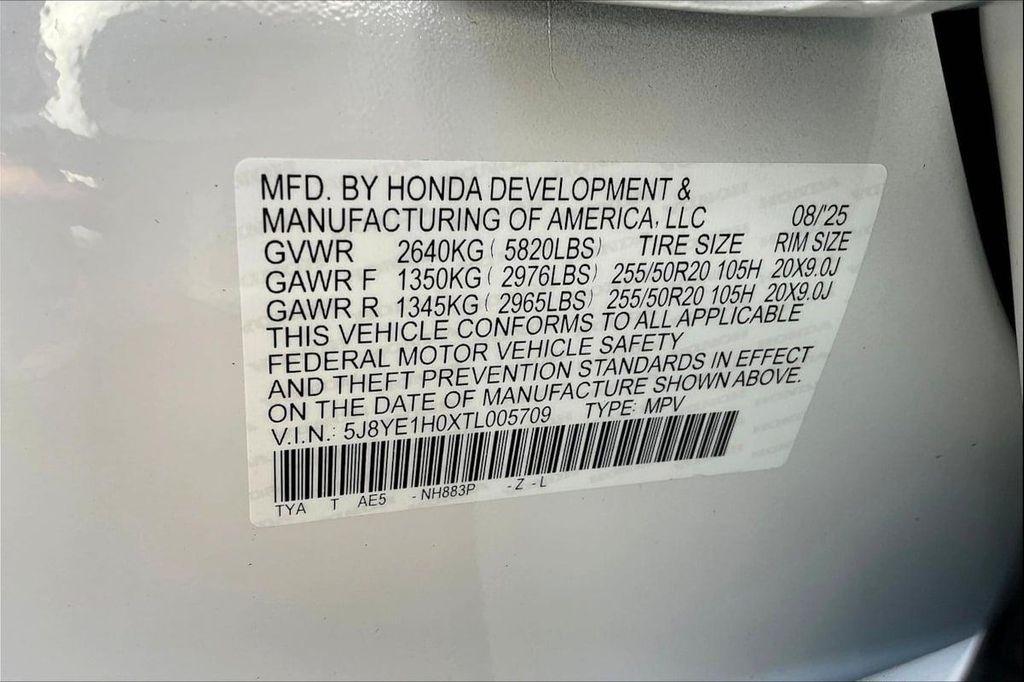 MFD. BY HONDA DEVELOPMENT &
MANUFACTURING OF AMERICA, LLC 08/'25
GVWR 2640KG ( 5820LBS) TIRE SIZE RIM SIZE
GAWR F 1350KG ( 2976LBS) 255/50R20 105H 20X9.0J
GAWR R 1345KG ( 2965LBS) 255/50R20 105H 20X9.0J
THIS VEHICLE CONFORMS TO ALL APPLICABLE
FEDERAL MOTOR VEHICLE SAFETY
AND THEFT PREVENTION STANDARDS IN EFFECT
ON THE DATE OF MANUFACTURE SHOWN ABOVE.
V.I.N.: 5J8YE1H0XTL005709 TYPE: MPV
TYA T AE5 -NH883P -Z -L